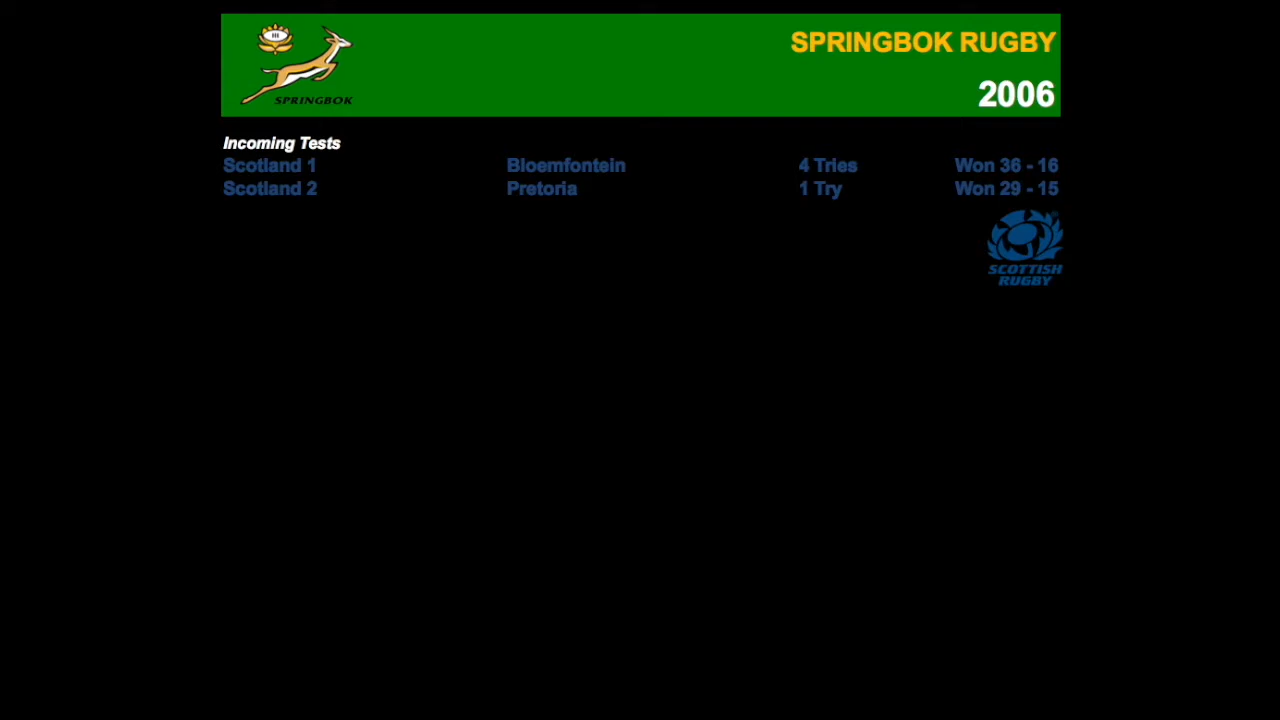 SPRINGBOK RUGBY
SPRINGBOK
2006
Incoming Tests
Scotland 1 Bloemfontein 4 Tries Won 36 - 16
Scotland 2 Pretoria 1 Try Won 29 - 15
SCOTTISH
RUGBY